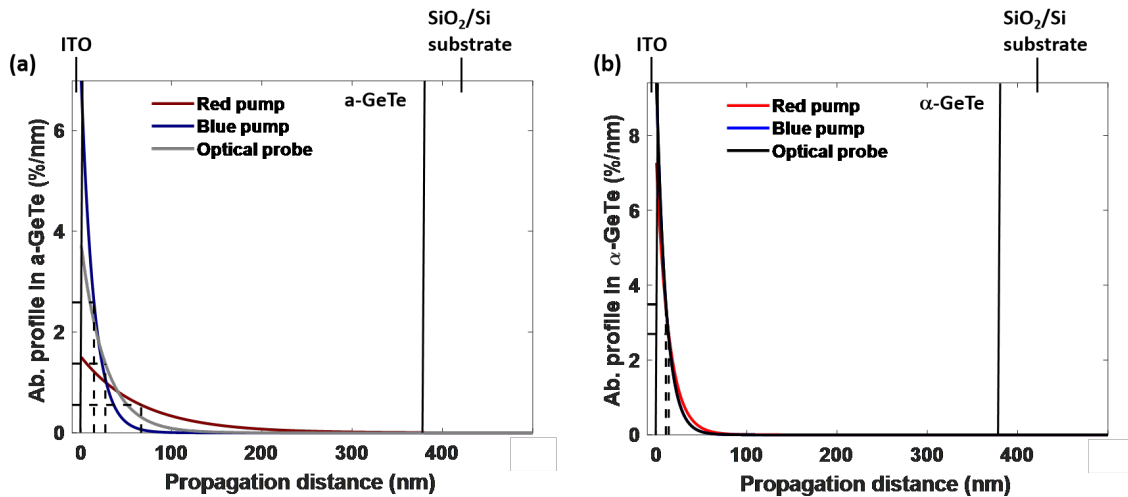 ITO
SiO₂/Si
substrate
(a)
a-GeTe
Red pump
Blue pump
Optical probe
Ab. profile in a-GeTe (%/nm)
6
4
2
0
0 100 200 300 400
Propagation distance (nm)
ITO
SiO₂/Si
substrate
(b)
α-GeTe
Red pump
Blue pump
Optical probe
Ab. profile in α-GeTe (%/nm)
8
6
4
2
0
0 100 200 300 400
Propagation distance (nm)